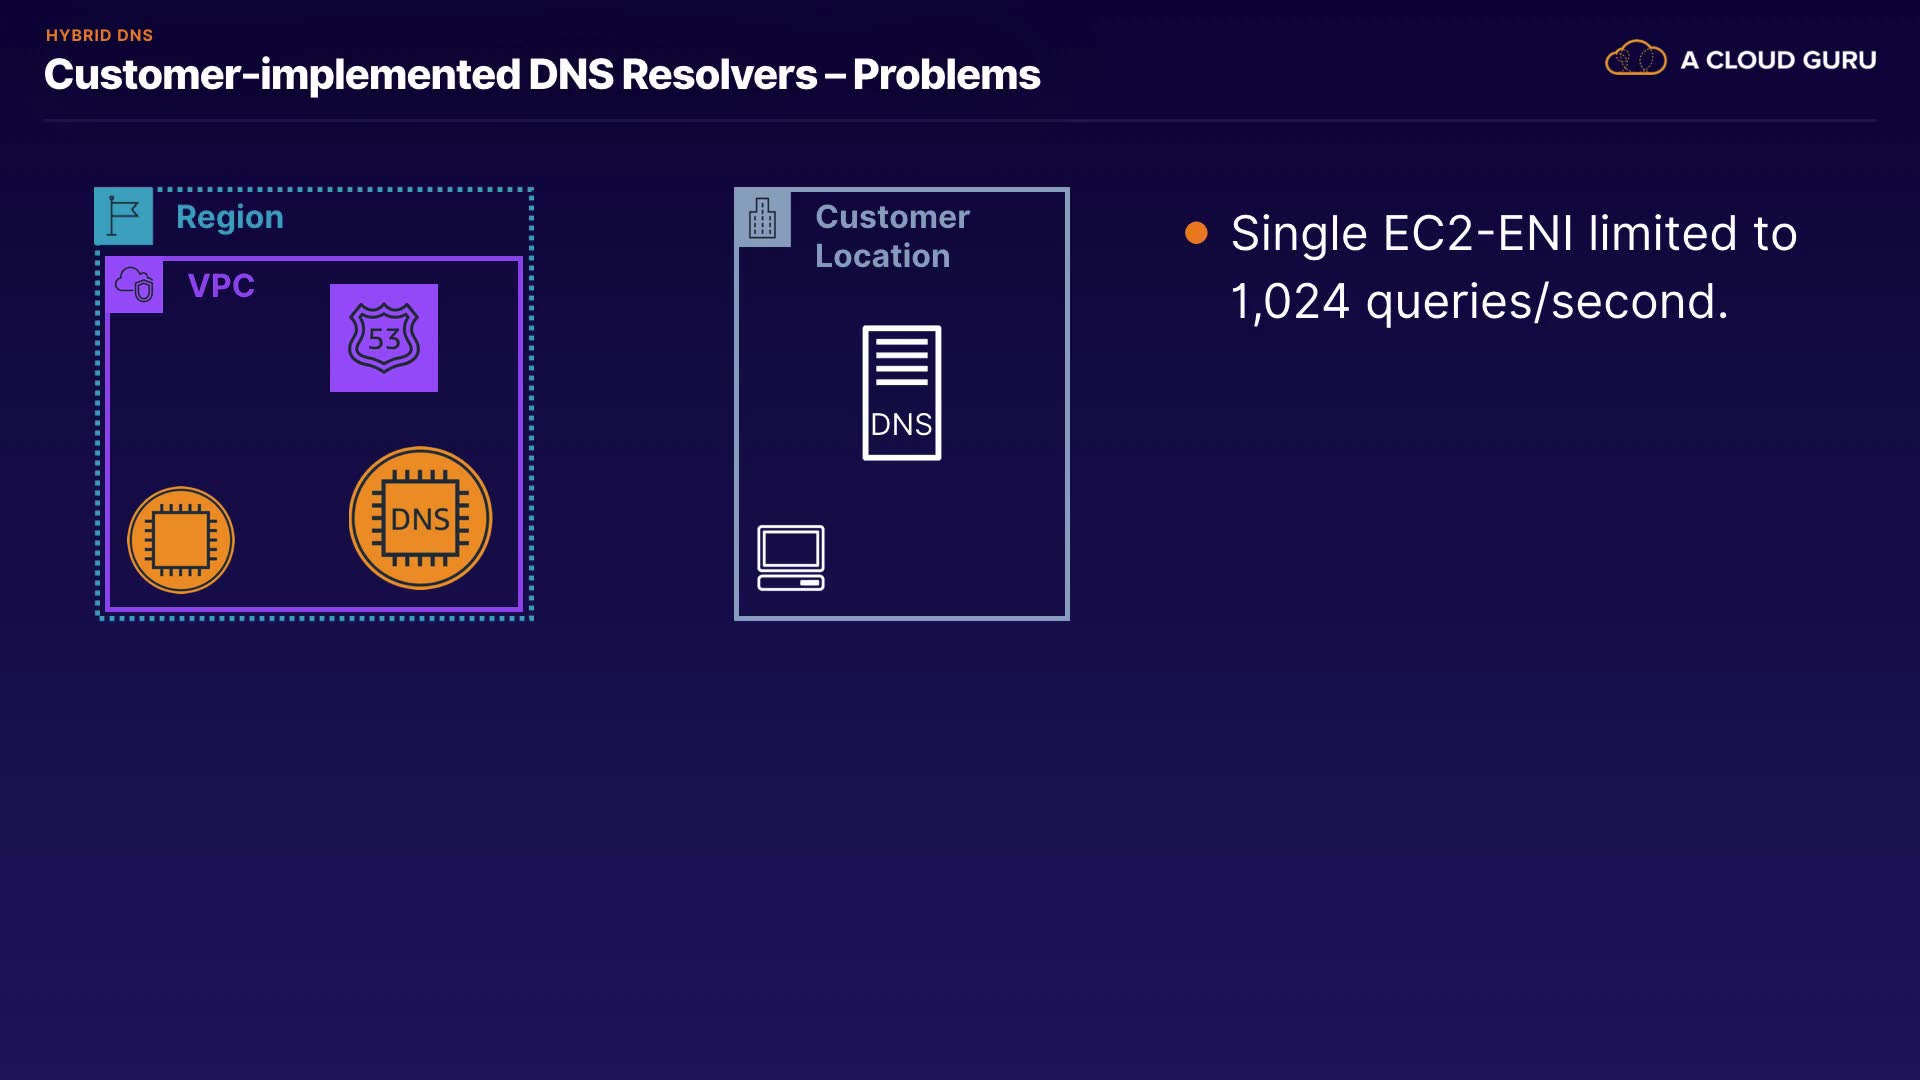 HYBRID DNS
Customer-implemented DNS Resolvers – Problems
A CLOUD GURU
Region
VPC
53
DNS
Customer
Location
DNS
Single EC2-ENI limited to
1,024 queries/second.